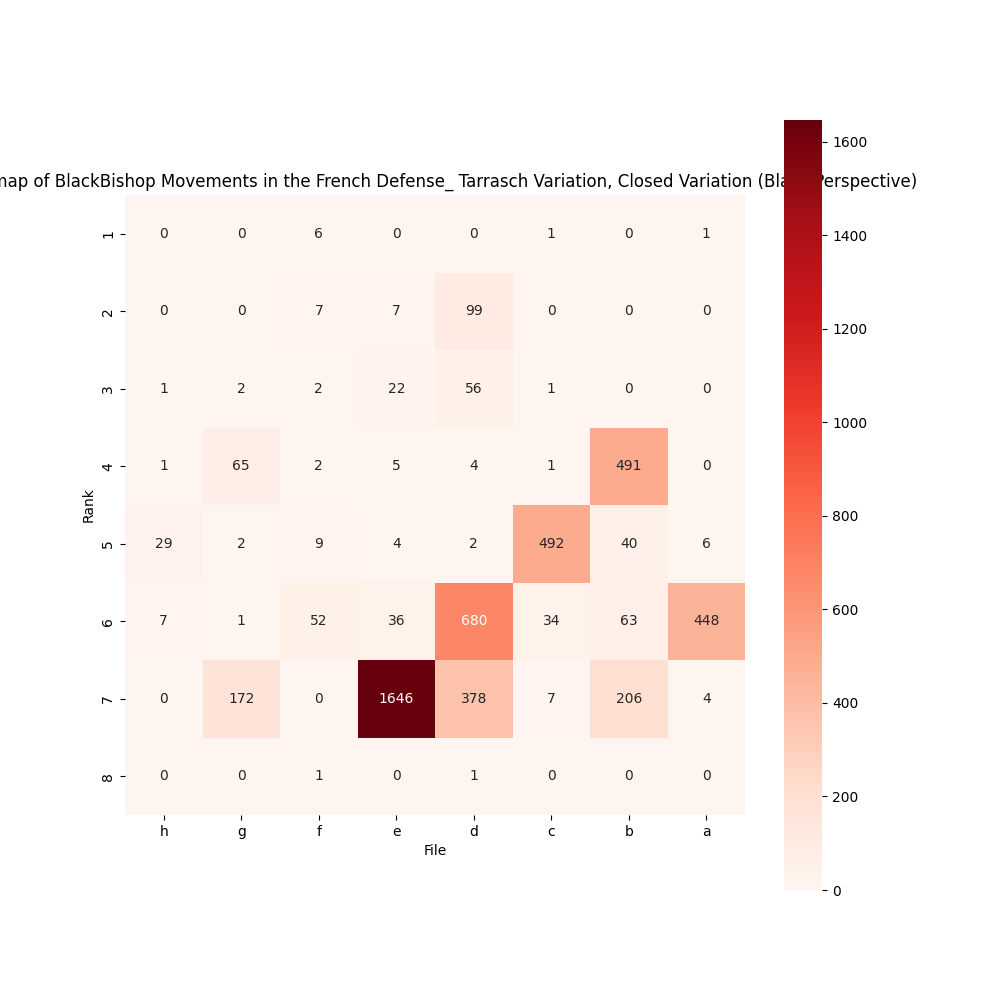 map of BlackBishop Movements in the French Defense_ Tarrasch Variation, Closed Variation (Bla Perspective)
1600
1400
1200
1000
800
600
400
200
0
Rank
1 0 0 6 0 0 1 0 1
2 0 0 7 7 99 0 0 0
3 1 2 2 22 56 1 0 0
4 1 65 2 5 4 1 491 0
5 29 2 9 4 2 492 40 6
6 7 1 52 36 680 34 63 448
7 0 172 0 1646 378 7 206 4
8 0 0 1 0 1 0 0 0
h g f e d c b a
File